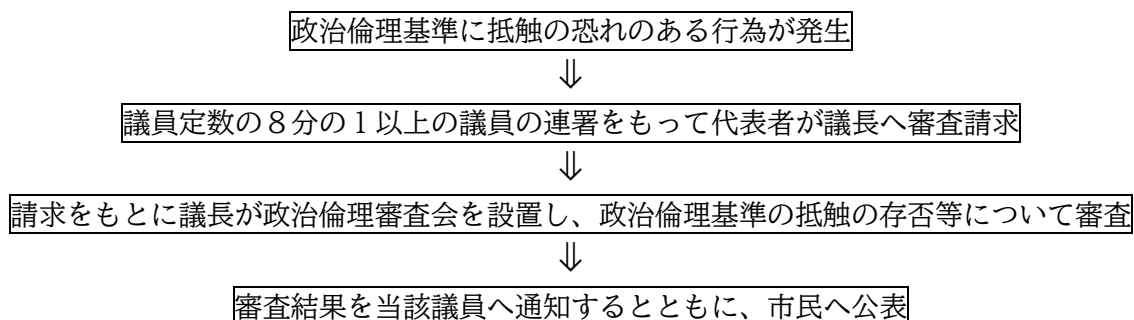 政治倫理基準に抵触の恐れのある行為が発生
⇓
議員定数の８分の１以上の議員の連署をもって代表者が議長へ審査請求
⇓
請求をもとに議長が政治倫理審査会を設置し、政治倫理基準の抵触の存否等について審査
⇓
審査結果を当該議員へ通知するとともに、市民へ公表